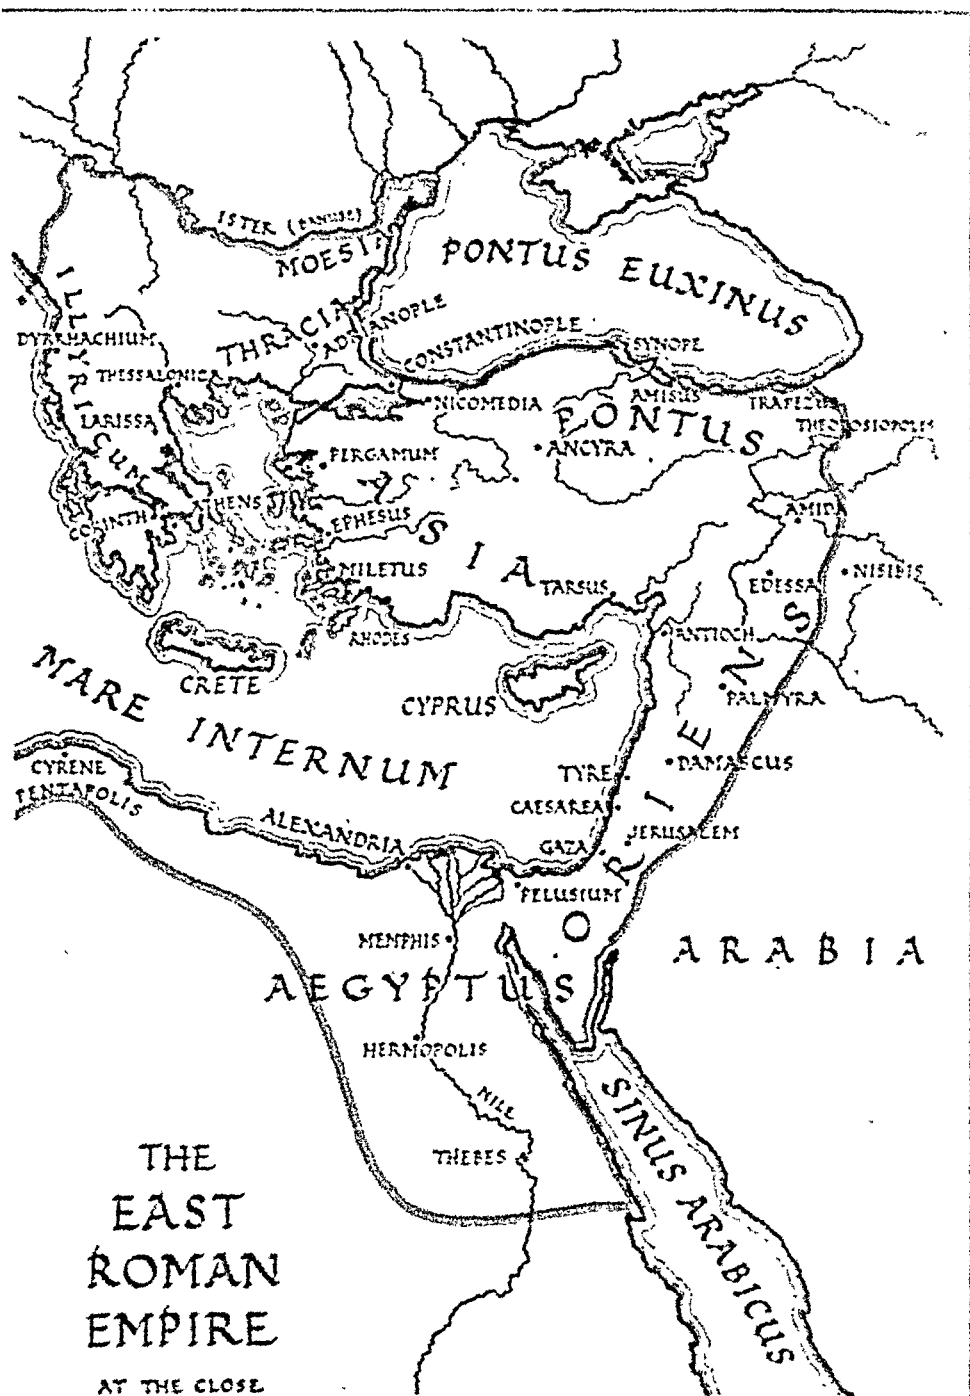 ISTER (DANUBE)
MOESIA
PONTUS EUXINUS
ILLYRICUM
DYRRHACHIUM
THRACIA
ADRIANOPLE
CONSTANTINOPLE
SYNOPE
THESSALONICA
NICOMEDIA
AMISUS
TRAPEZUS
LARISSA
PONTUS
THEODOSIOPOLIS
PERGAMUM
ANCYRA
CORINTH
ATHENS
EPHESUS
AMIDA
SIA
MILETUS
TARSUS
EDESSA
NISIBIS
RHODES
ANTIOCH
CRETE
CYPRUS
PALMYRA
ORIENS
MARE INTERNUM
CYRENE
PENTAPOLIS
TYRE
DAMASCUS
CAESAREA
ALEXANDRIA
GAZA
JERUSALEM
PELUSIUM
MEMPHIS
ARABIA
AEGYPTUS
HERMOPOLIS
NILE
SINUS ARABICUS
THEBES
THE
EAST
ROMAN
EMPIRE
AT THE CLOSE